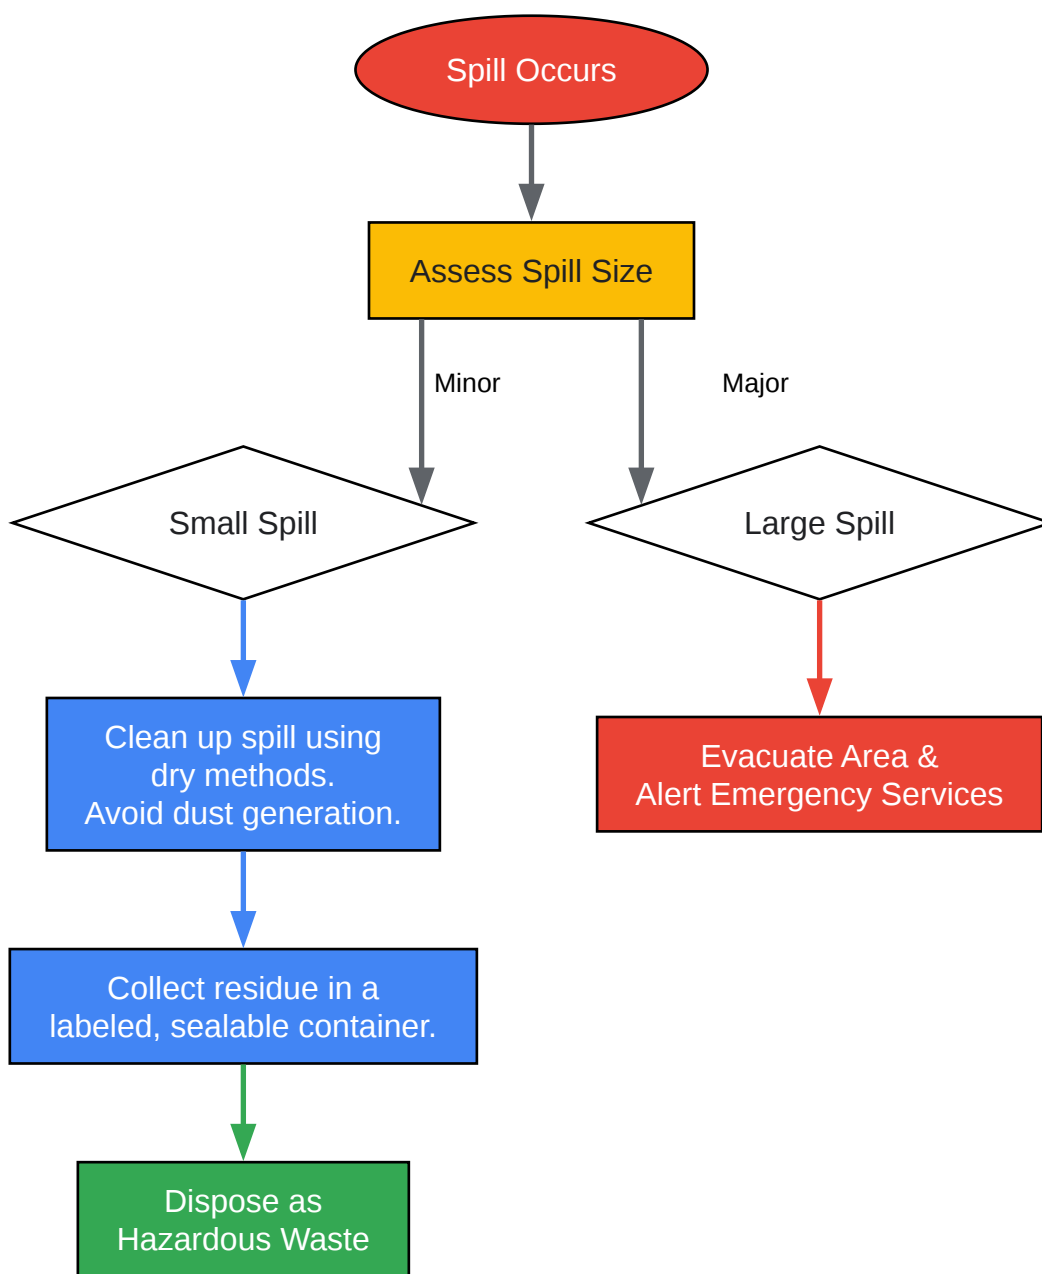 Spill Occurs
Assess Spill Size
Minor
Major
Small Spill
Large Spill
Clean up spill using
dry methods.
Avoid dust generation.
Evacuate Area &
Alert Emergency Services
Collect residue in a
labeled, sealable container.
Dispose as
Hazardous Waste